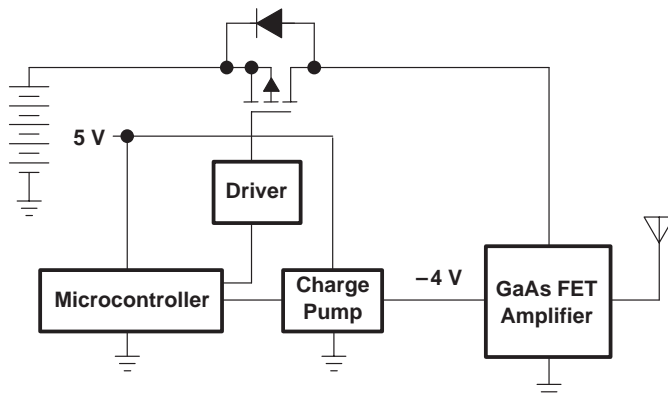 5 V
Driver
Microcontroller
Charge
Pump
–4 V
GaAs FET
Amplifier